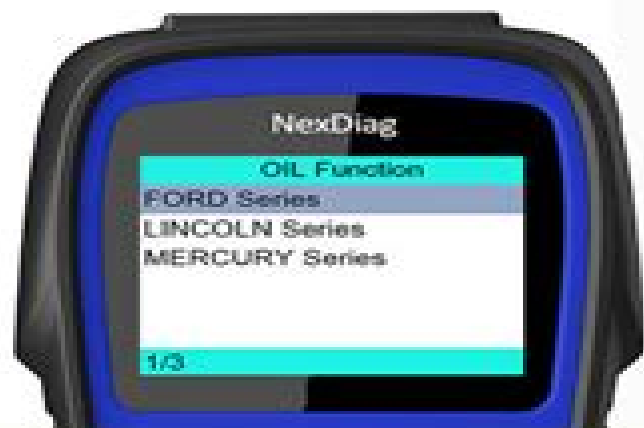 NexDiag
OIL Function
FORD Series
LINCOLN Series
MERCURY Series
1/3